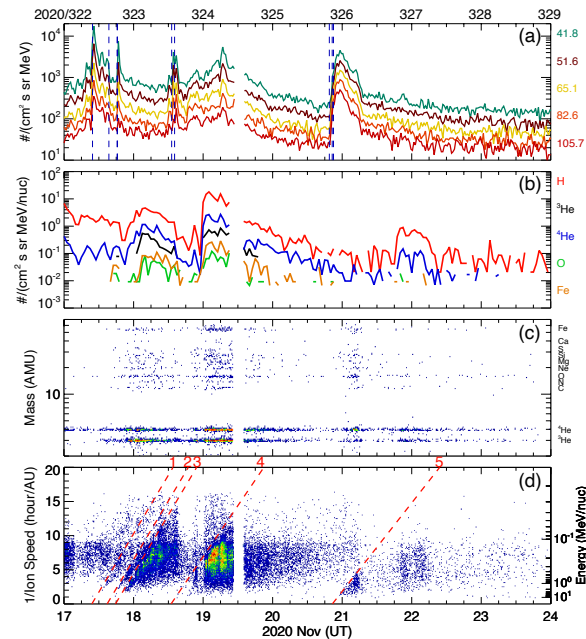 2020/322 323 324 325 326 327 328 329
(a)
#/(cm² s sr MeV)
10⁴
10³
10²
10¹
41.8
51.6
65.1
82.6
105.7
(b)
#/(cm² s sr MeV/nuc)
10²
10¹
10⁰
10⁻¹
10⁻²
10⁻³
H
³He
⁴He
O
Fe
(c)
Mass (AMU)
10
Fe
Ca
S
Mg
Ne
O
C
⁴He
³He
(d)
1 2 3 4 5
1/Ion Speed (hour/AU)
20
15
10
5
0
10⁻¹
10⁰
10¹
Energy (MeV/nuc)
17 18 19 20 21 22 23 24
2020 Nov (UT)